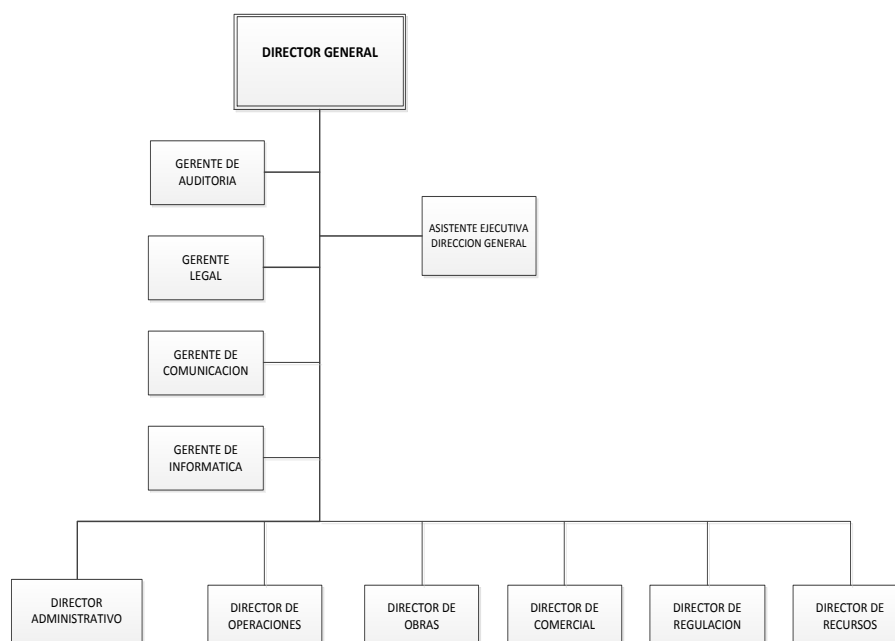 DIRECTOR GENERAL
GERENTE DE
AUDITORIA
ASISTENTE EJECUTIVA
DIRECCION GENERAL
GERENTE
LEGAL
GERENTE DE
COMUNICACION
GERENTE DE
INFORMATICA
DIRECTOR
ADMINISTRATIVO
DIRECTOR DE
OPERACIONES
DIRECTOR DE
OBRAS
DIRECTOR DE
COMERCIAL
DIRECTOR DE
REGULACION
DIRECTOR DE
RECURSOS